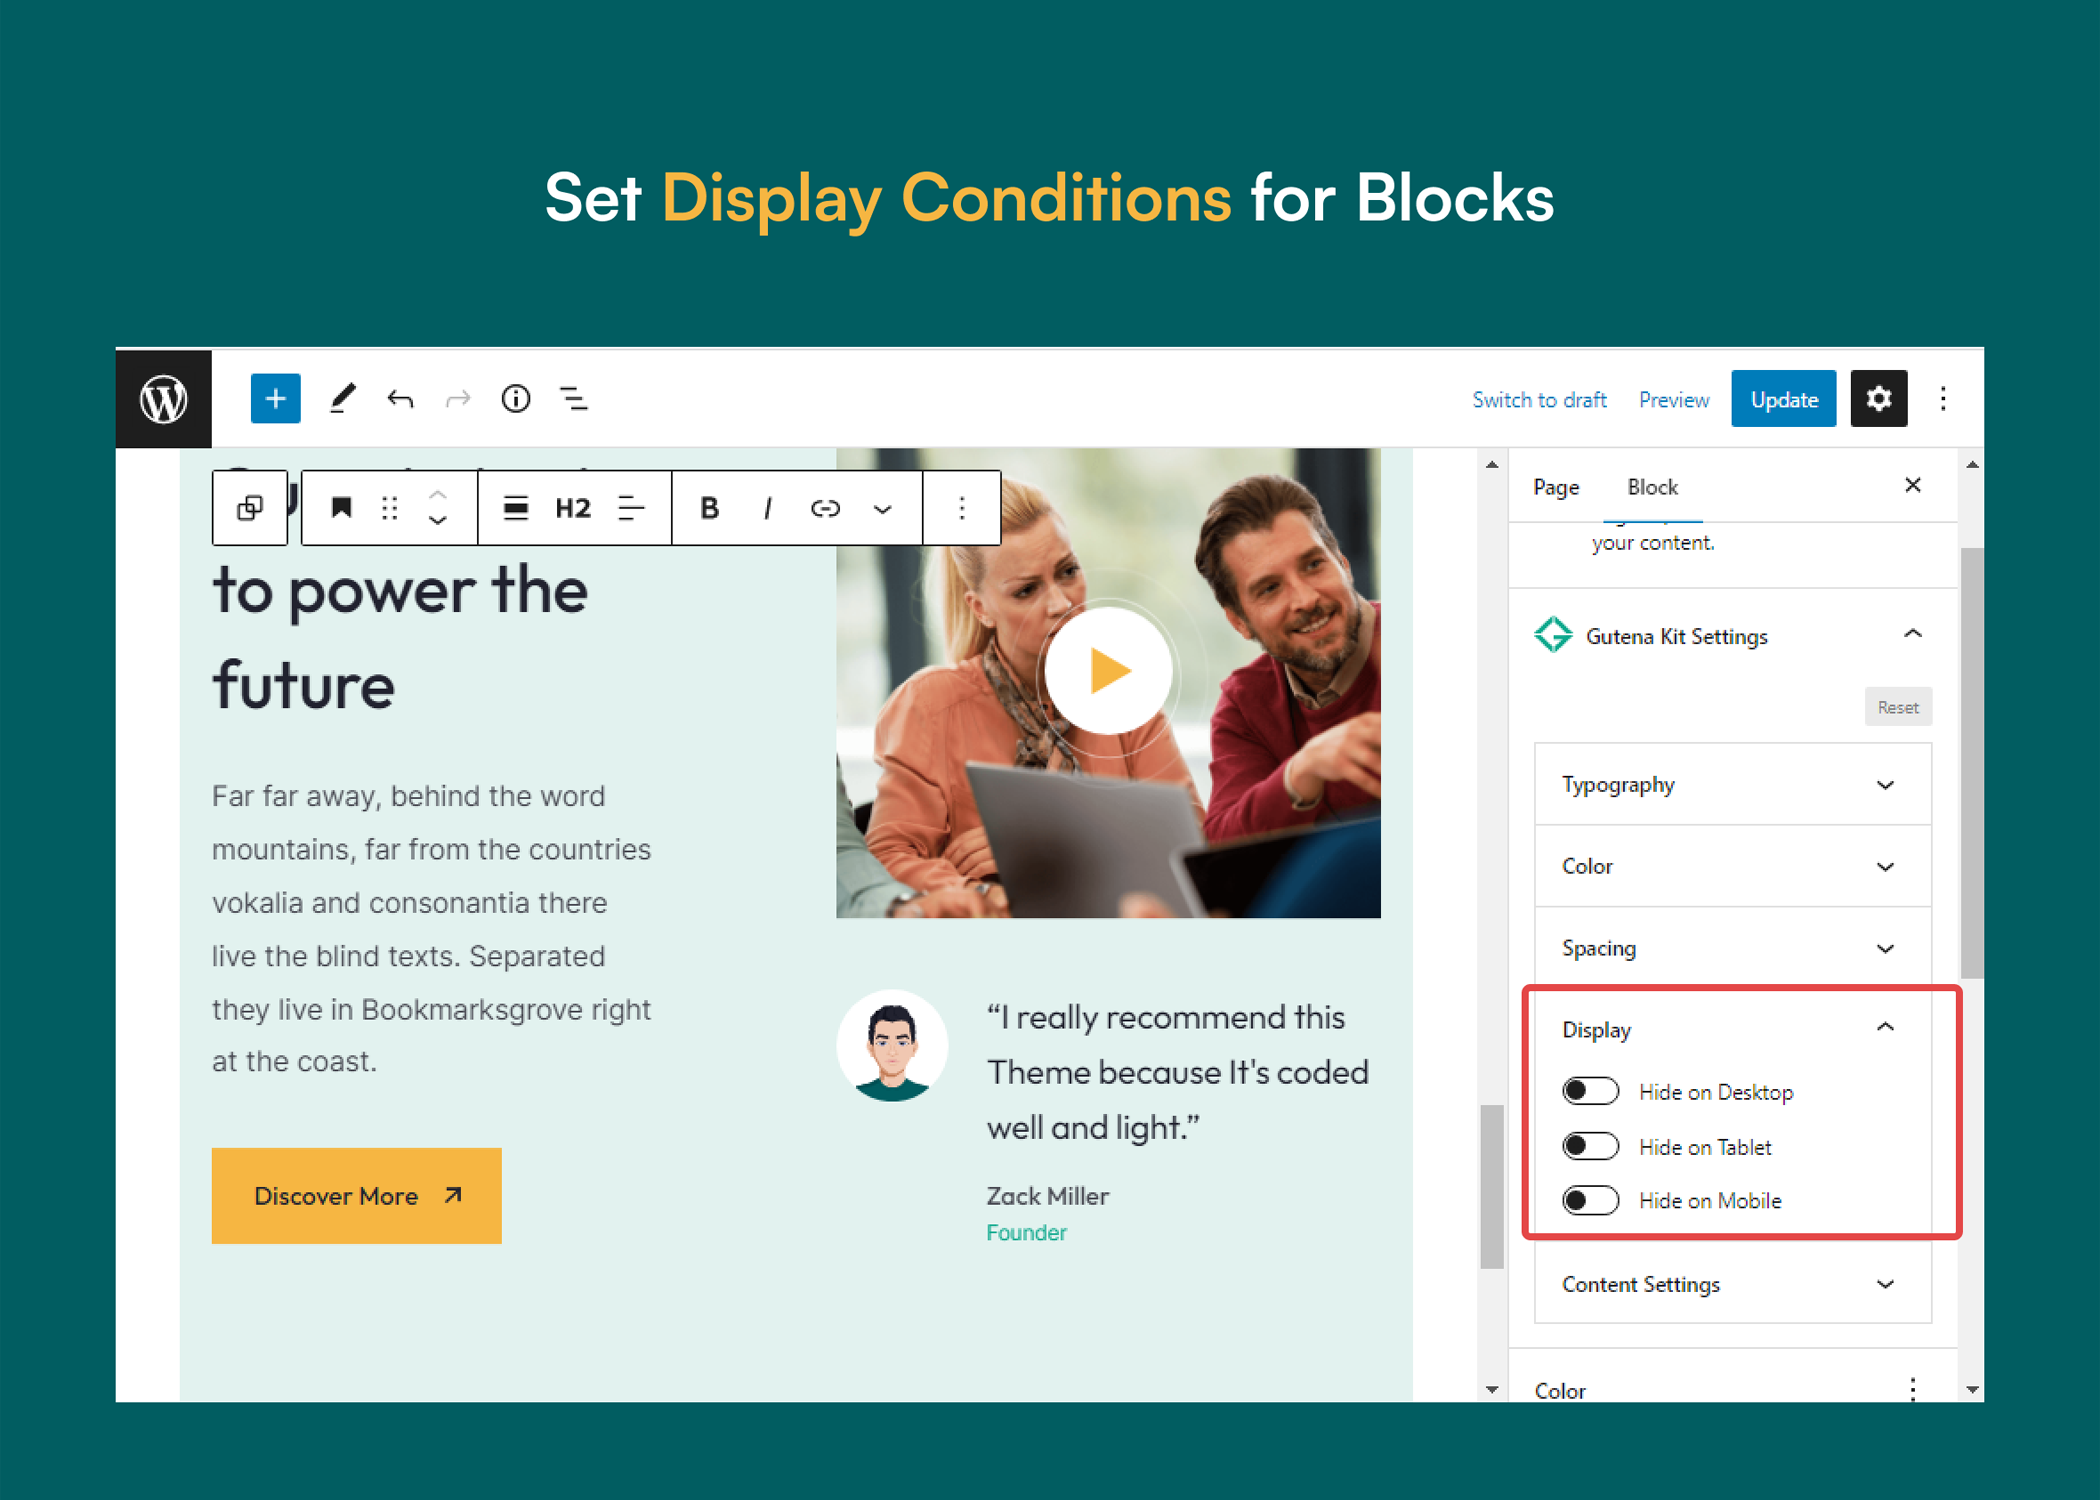 Set Display Conditions for Blocks
Switch to draft
Preview
Update
H2
B
I
to power the
future
Far far away, behind the word
mountains, far from the countries
vokalia and consonantia there
live the blind texts. Separated
they live in Bookmarksgrove right
at the coast.
Discover More
“I really recommend this
Theme because It's coded
well and light.”
Zack Miller
Founder
Page
Block
your content.
Gutena Kit Settings
Reset
Typography
Color
Spacing
Display
Hide on Desktop
Hide on Tablet
Hide on Mobile
Content Settings
Color